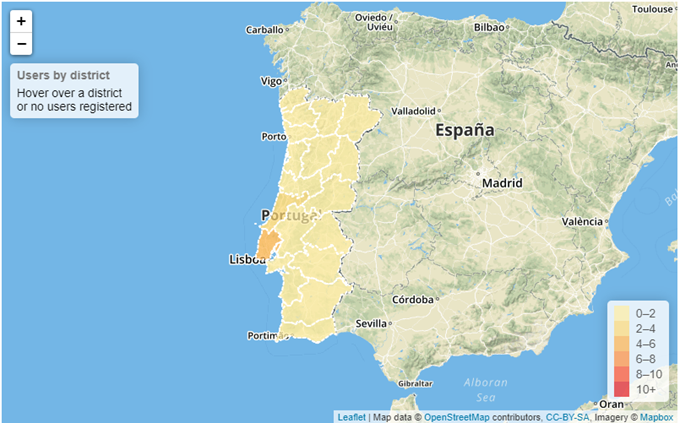 +
−
Users by district
Hover over a district
or no users registered
Carballo
Oviedo /
Uviéu
Bilbao
Toulouse
Vigo
Valladolid
España
Porto
Madrid
Portugal
València
Lisboa
Córdoba
Sevilla
Portimã
Gibraltar
Alboran
Sea
Oran
0–2
2–4
4–6
6–8
8–10
10+
Leaflet | Map data © OpenStreetMap contributors, CC-BY-SA, Imagery © Mapbox